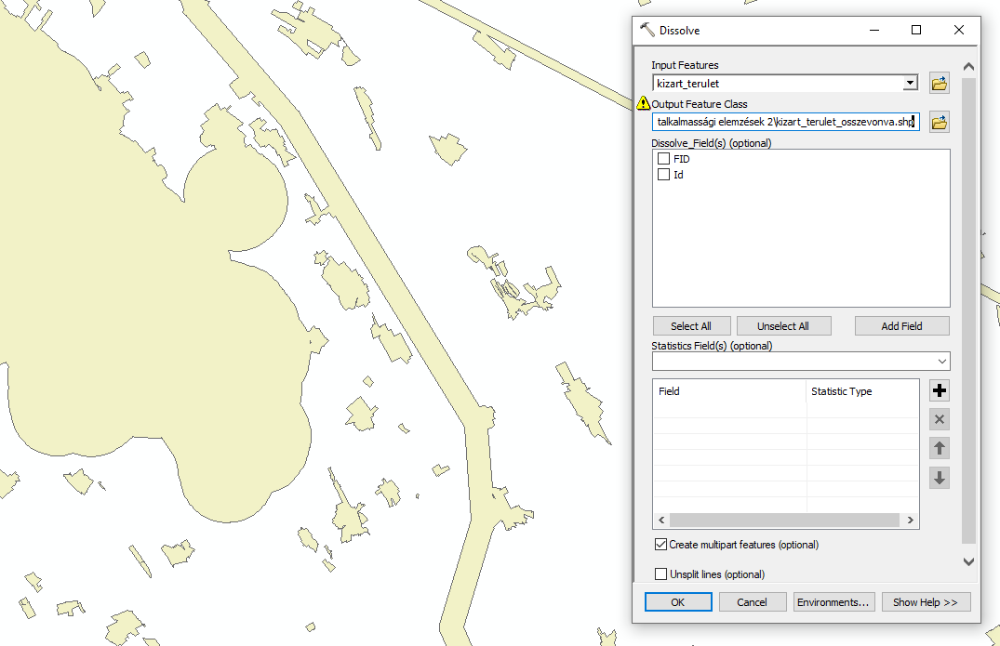 Dissolve
Input Features
kizart_terulet
Output Feature Class
talkalmassági elemzések 2\kizart_terulet_osszevonva.shp
Dissolve_Field(s) (optional)
FID
Id
Select All Unselect All Add Field
Statistics Field(s) (optional)
Field Statistic Type
Create multipart features (optional)
Unsplit lines (optional)
OK Cancel Environments... Show Help >>